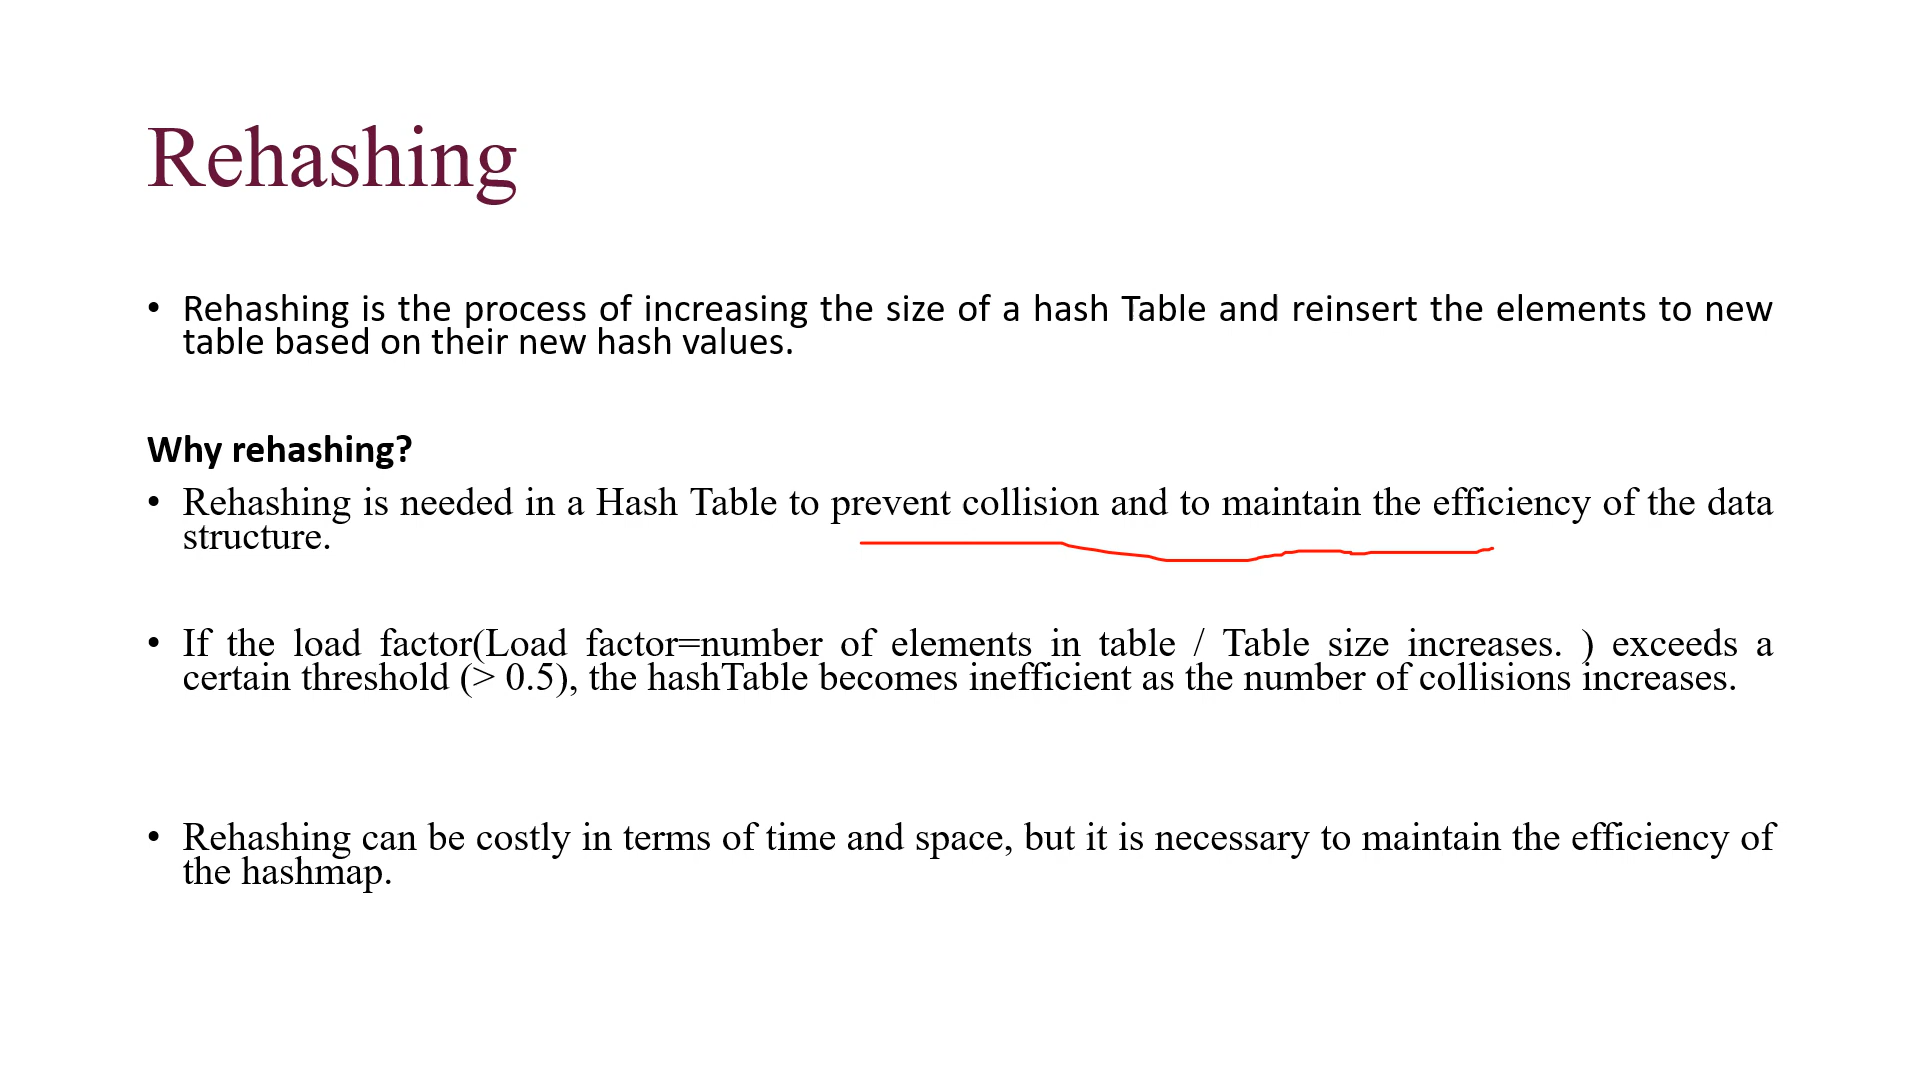 Rehashing
• Rehashing is the process of increasing the size of a hash Table and reinsert the elements to new
table based on their new hash values.
Why rehashing?
• Rehashing is needed in a Hash Table to prevent collision and to maintain the efficiency of the data
structure.
• If the load factor(Load factor=number of elements in table / Table size increases. ) exceeds a
certain threshold (> 0.5), the hashTable becomes inefficient as the number of collisions increases.
• Rehashing can be costly in terms of time and space, but it is necessary to maintain the efficiency of
the hashmap.